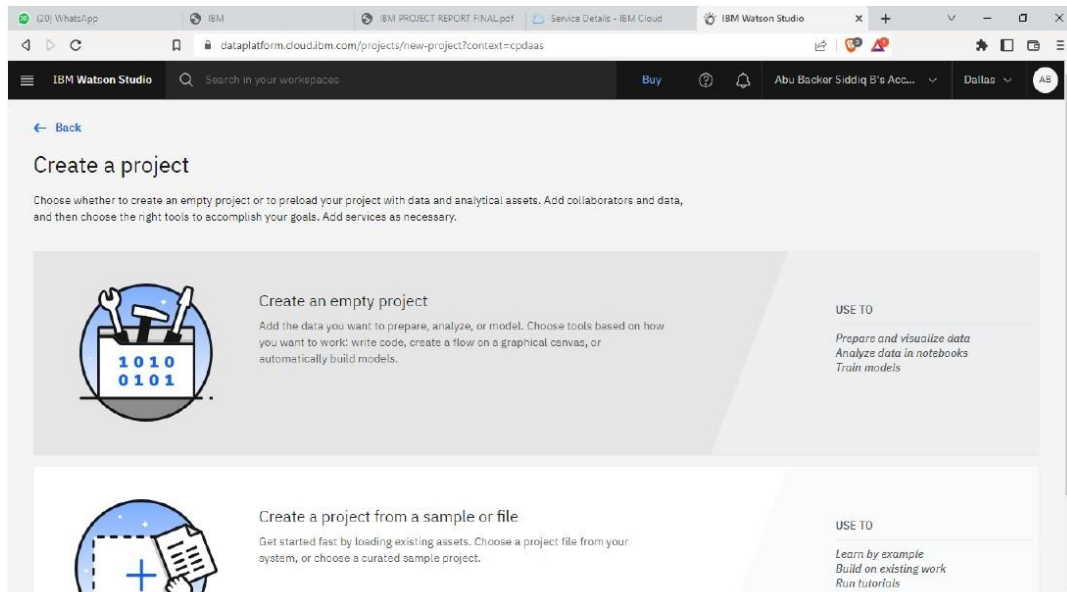 (20) WhatsApp
IBM
IBM PROJECT REPORT FINAL.pdf
Service Details - IBM Cloud
IBM Watson Studio
dataplatform.cloud.ibm.com/projects/new-project?context=cpdaas
IBM Watson Studio
Search in your workspaces
Buy
Abu Backer Siddiq B's Acc...
Dallas
AB
← Back
Create a project
Choose whether to create an empty project or to preload your project with data and analytical assets. Add collaborators and data,
and then choose the right tools to accomplish your goals. Add services as necessary.
1010
0101
Create an empty project
Add the data you want to prepare, analyze, or model. Choose tools based on how
you want to work: write code, create a flow on a graphical canvas, or
automatically build models.
USE TO
Prepare and visualize data
Analyze data in notebooks
Train models
Create a project from a sample or file
Get started fast by loading existing assets. Choose a project file from your
system, or choose a curated sample project.
USE TO
Learn by example
Build on existing work
Run tutorials